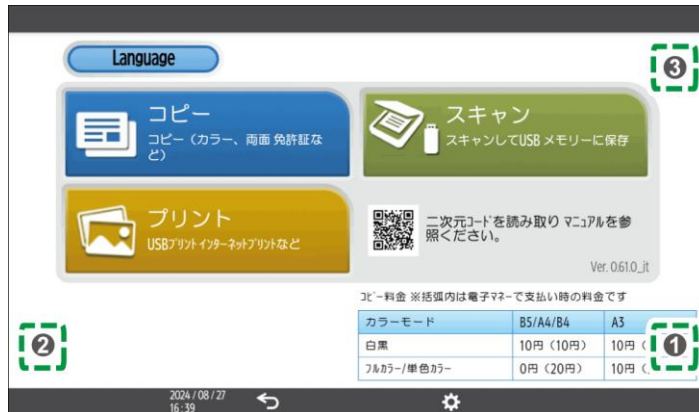 Language
❸
コピー
コピー（カラー、両面 免許証な
ど）
スキャン
スキャンしてUSB メモリーに保存
プリント
USBプリント インターネットプリントなど
二次元コードを読み取り マニュアルを参
照ください。
Ver. 0.61.0_jt
コピー料金 ※括弧内は電子マネーで支払い時の料金です
カラーモード B5/A4/B4 A3
白黒 10円（10円） 10円（
フルカラー/単色カラー 0円（20円） 10円（
❷
❶
2024 / 08 / 27
16 : 39